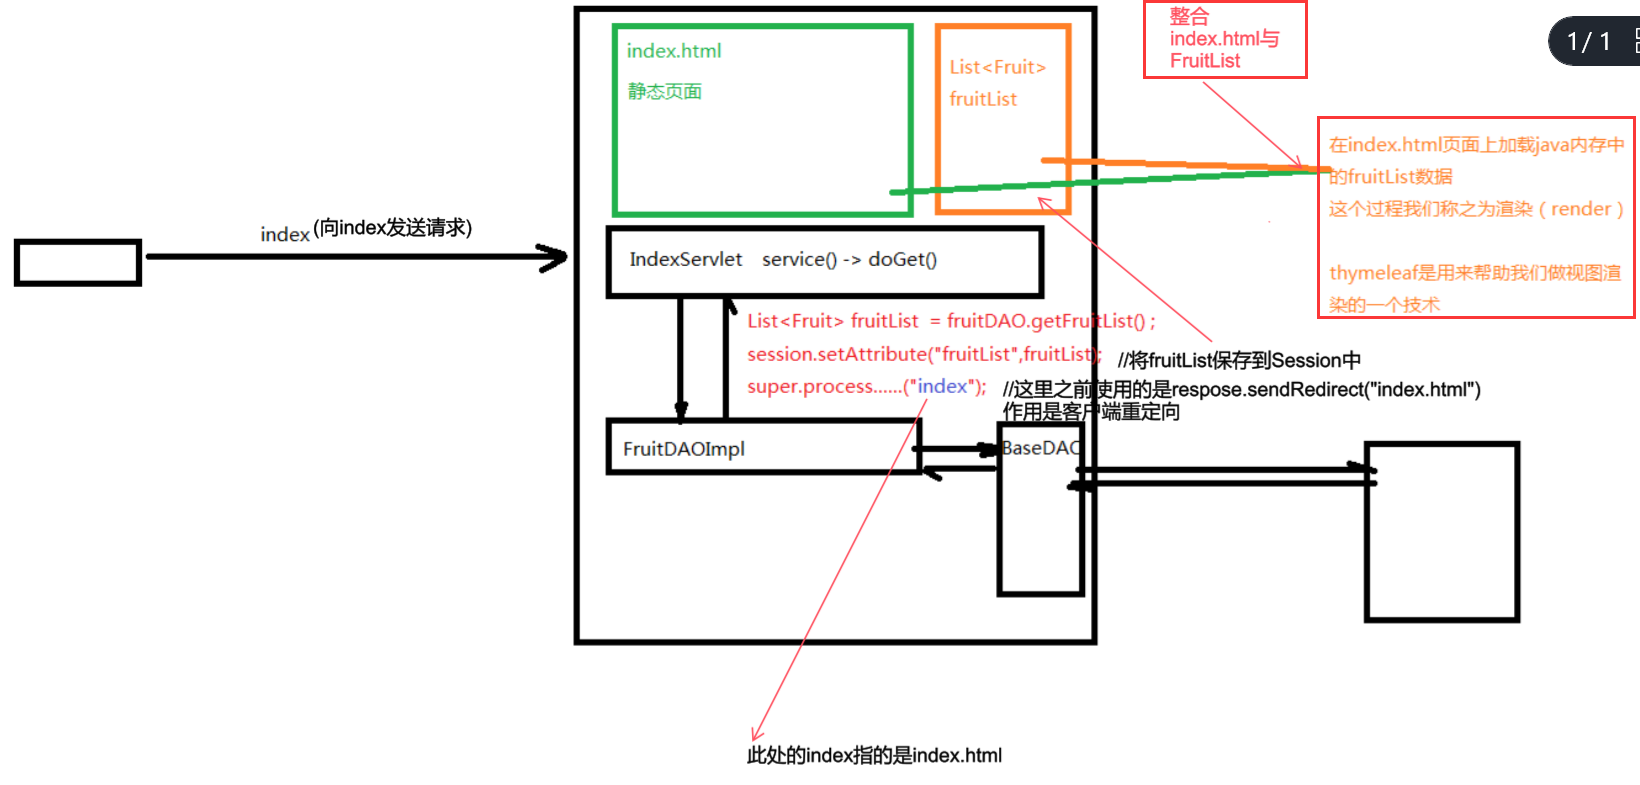 整合
index.html与
FruitList
1/ 1
index.html
静态页面
List<Fruit>
fruitList
在index.html页面上加载java内存中
的fruitList数据
这个过程我们称之为渲染（render）
thymeleaf是用来帮助我们做视图渲
染的一个技术
index(向index发送请求)
IndexServlet service() -> doGet()
List<Fruit> fruitList = fruitDAO.getFruitList() ;
session.setAttribute("fruitList",fruitList); //将fruitList保存到Session中
super.process......("index"); //这里之前使用的是respose.sendRedirect("index.html")
作用是客户端重定向
FruitDAOImpl
BaseDAO
此处的index指的是index.html